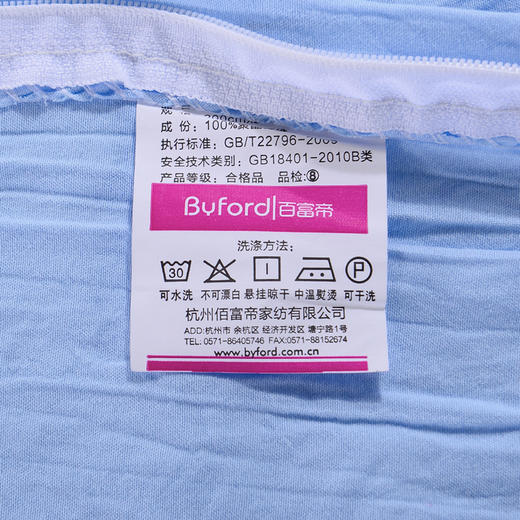 成份: 100%聚酯
执行标准: GB/T22796-2009
安全技术类别: GB18401-2010B类
产品等级: 合格品 品检:⑧
Byford|百富帝
洗涤方法:
30
可水洗 不可漂白 悬挂晾干 中温熨烫 可干洗
杭州佰富帝家纺有限公司
ADD:杭州市 余杭区 经济开发区 塘宁路1号
TEL:0571-86405746 FAX:0571-86408132
www.byford.com.cn